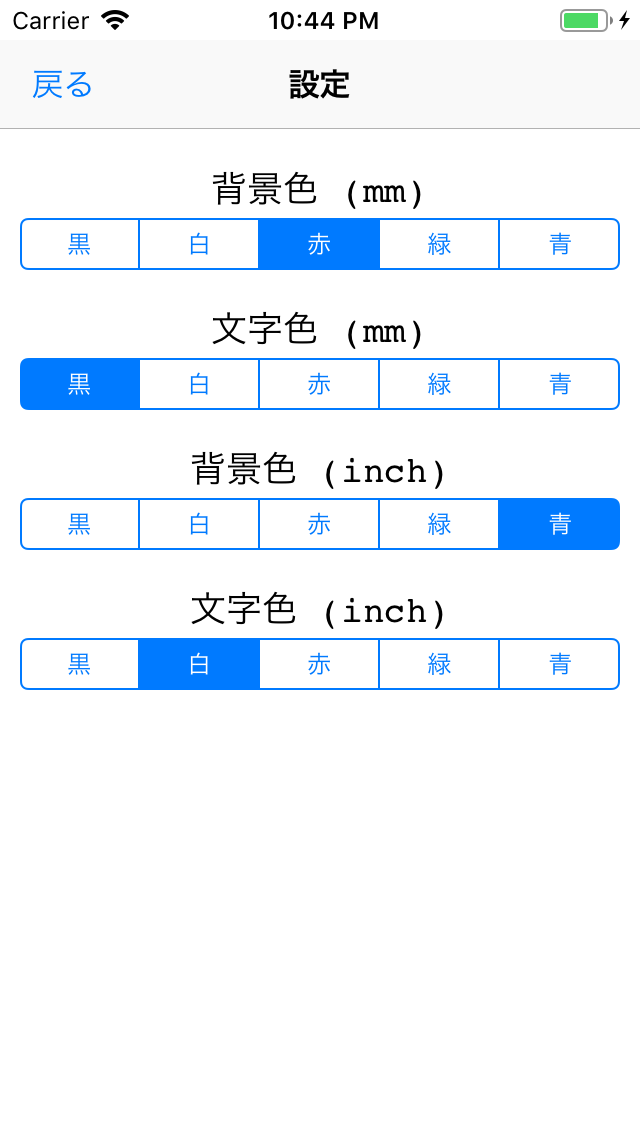 Carrier 10:44 PM
戻る 設定
背景色 (mm)
黒 白 赤 緑 青
文字色 (mm)
黒 白 赤 緑 青
背景色 (inch)
黒 白 赤 緑 青
文字色 (inch)
黒 白 赤 緑 青